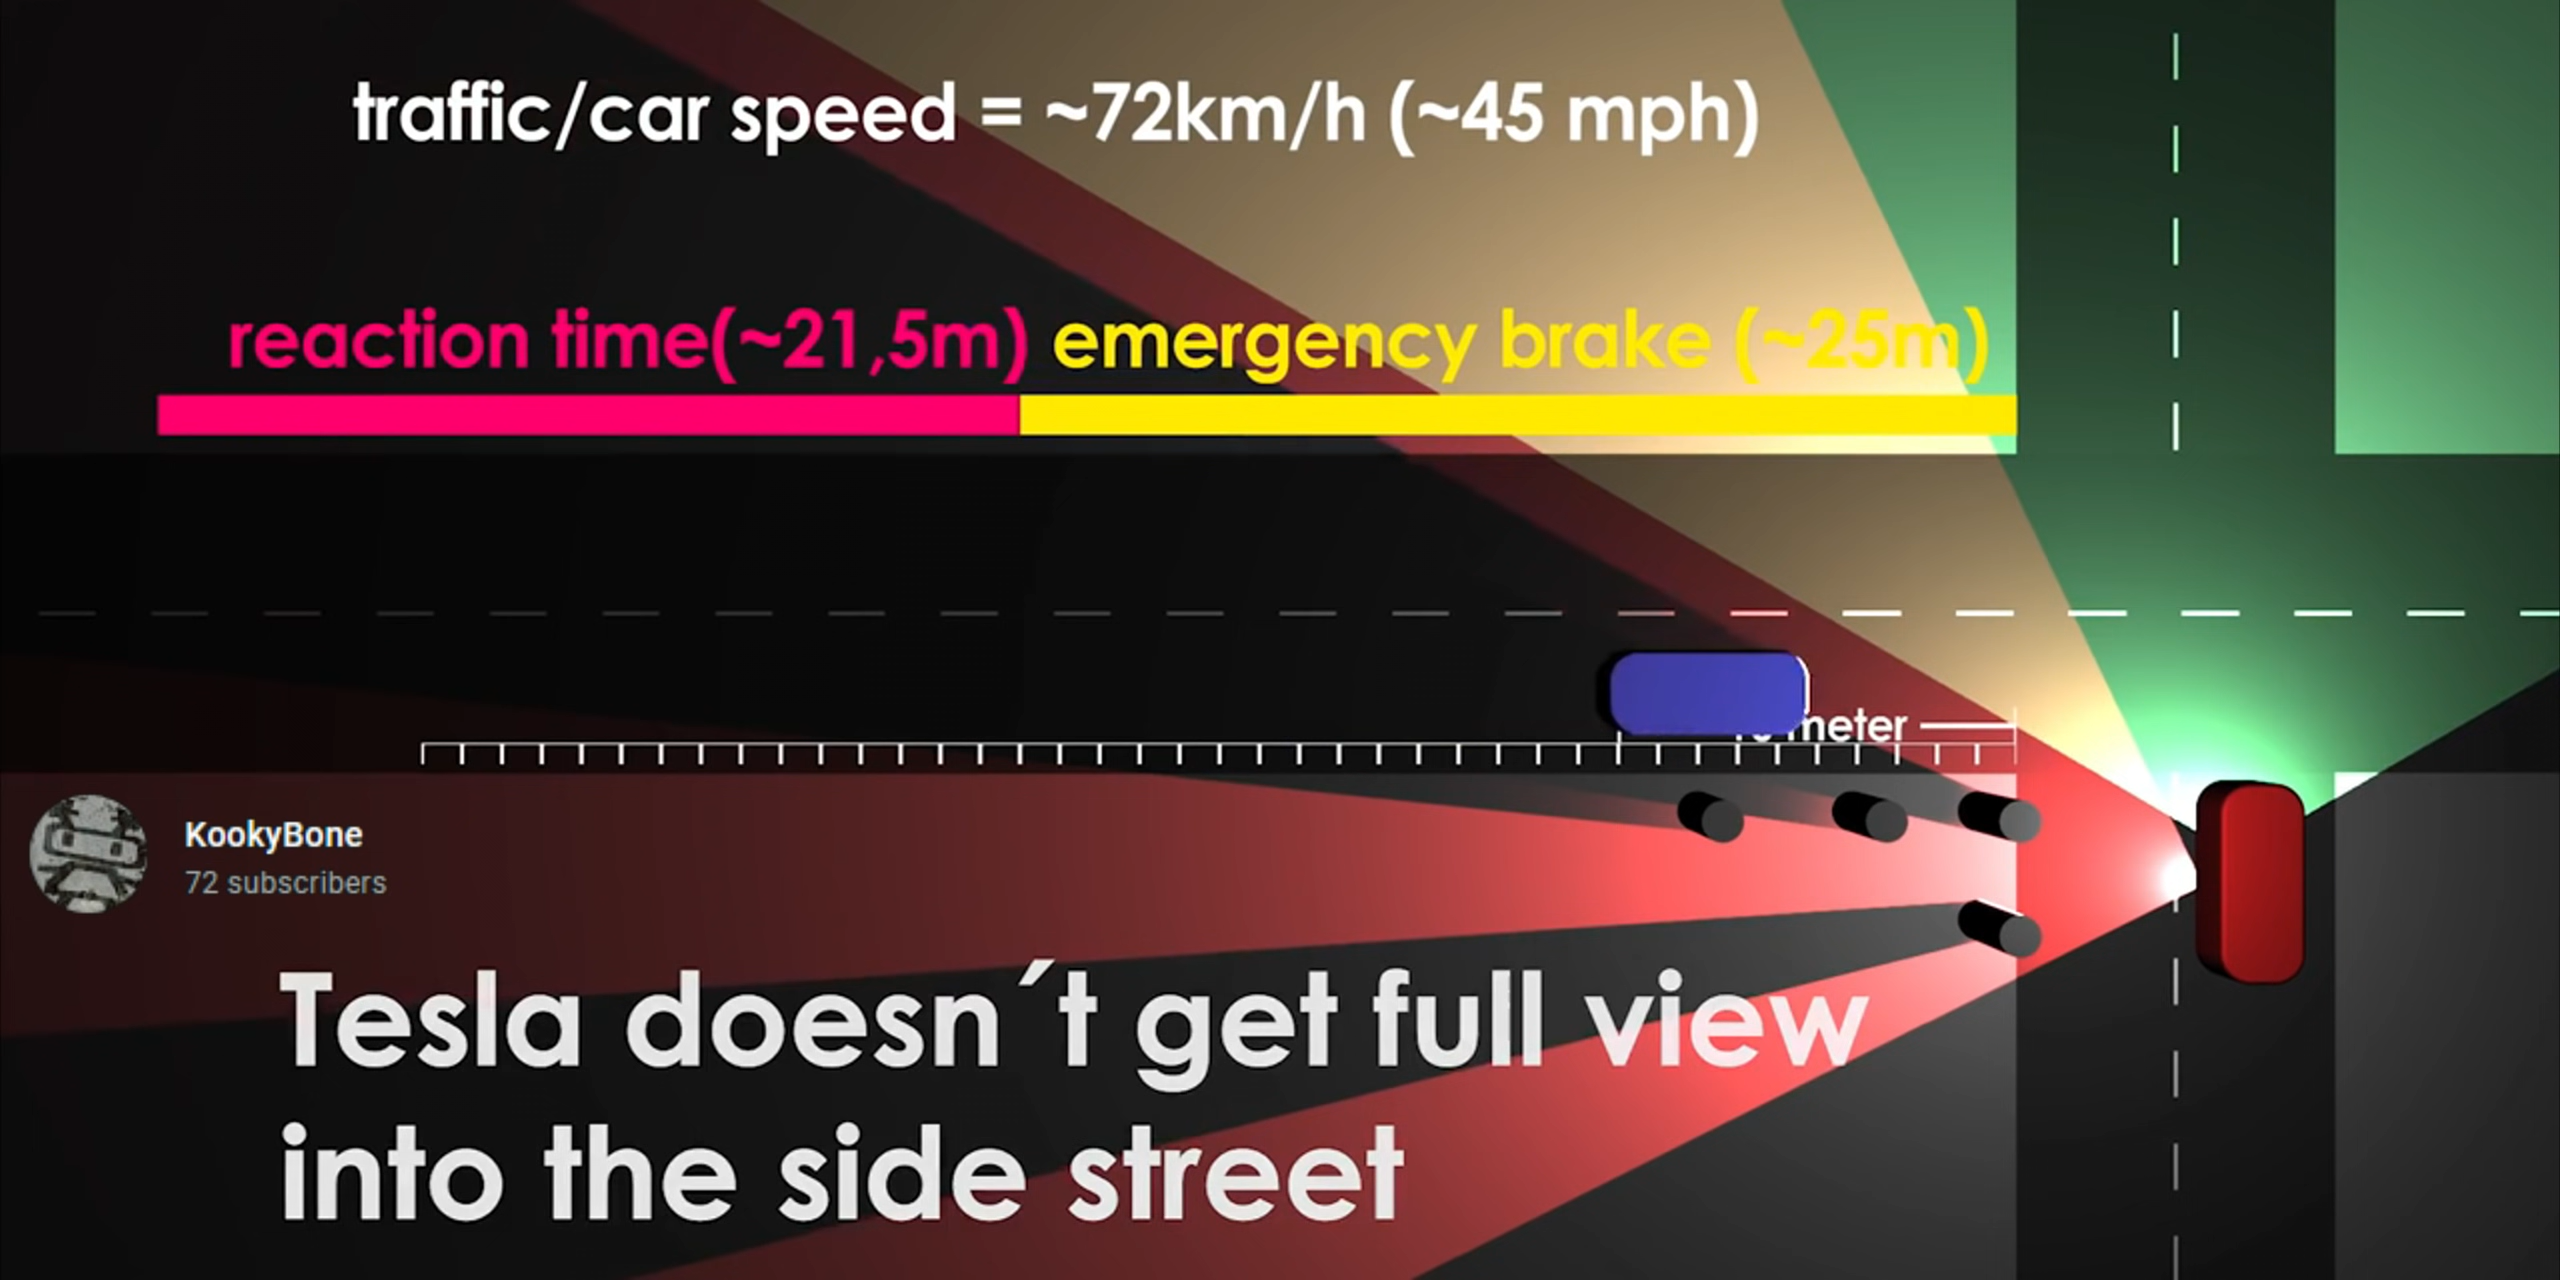 traffic/car speed = ~72km/h (~45 mph)
reaction time(~21,5m) emergency brake (~25m)
meter
KookyBone
72 subscribers
Tesla doesn´t get full view
into the side street